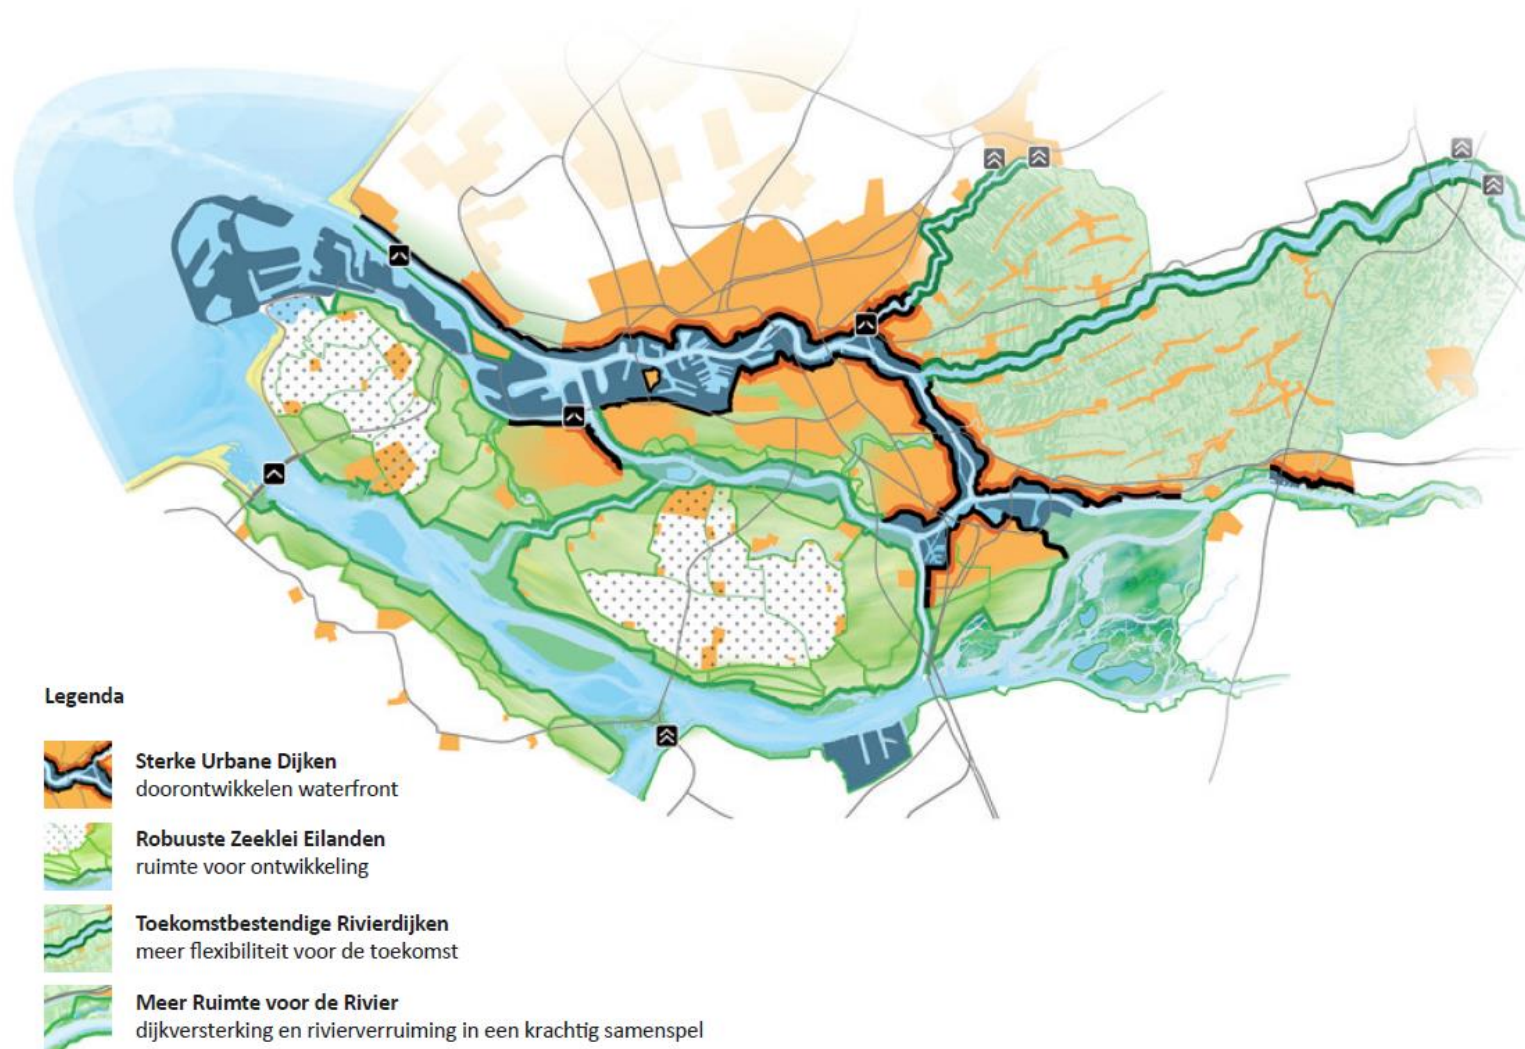 Legenda
Sterke Urbane Dijken
doorontwikkelen waterfront
Robuuste Zeeklei Eilanden
ruimte voor ontwikkeling
Toekomstbestendige Rivierdijken
meer flexibiliteit voor de toekomst
Meer Ruimte voor de Rivier
dijkversterking en rivierverruiming in een krachtig samenspel